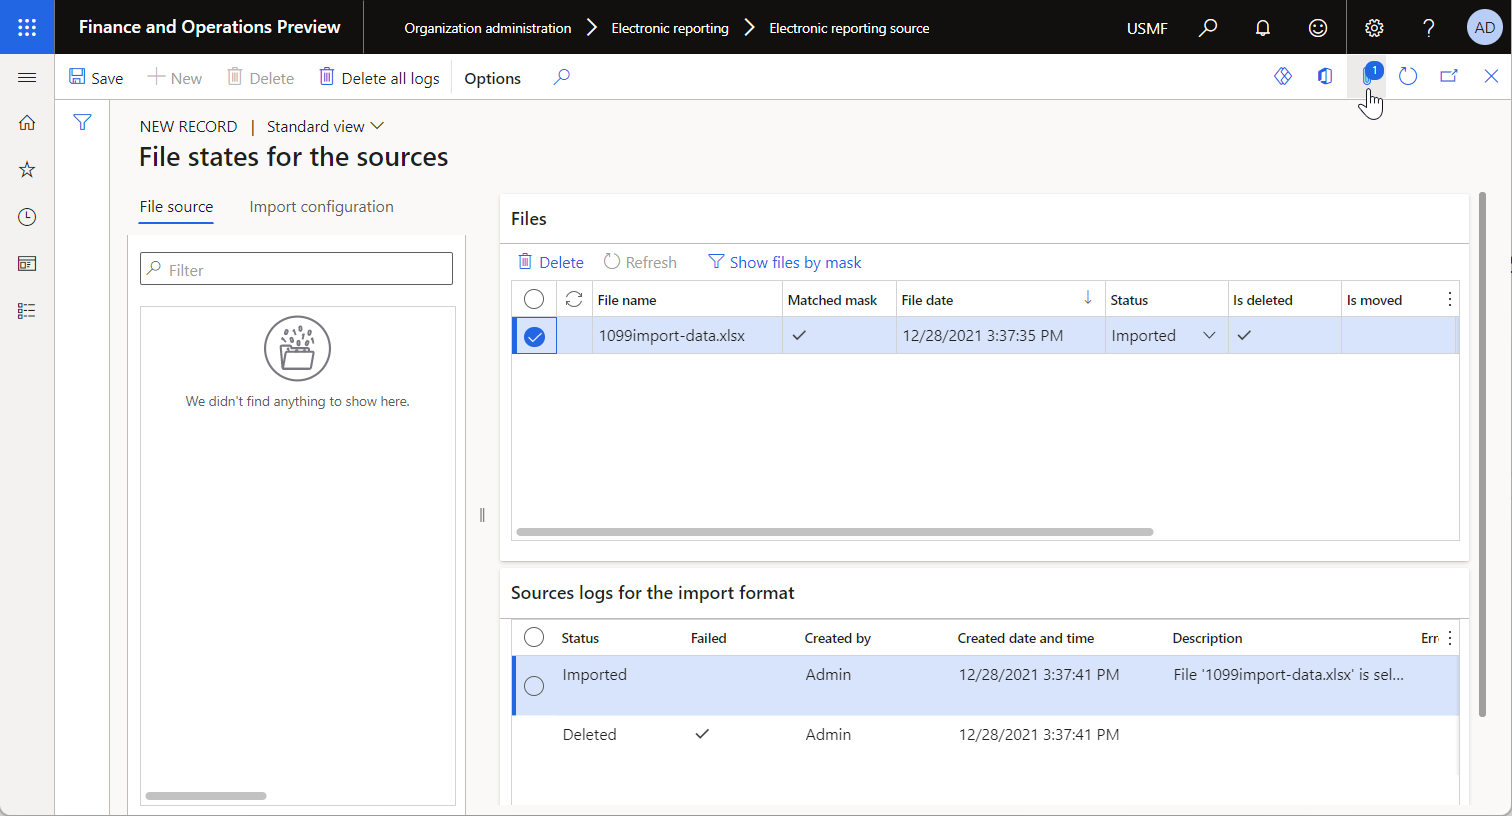 Finance and Operations Preview
Organization administration
Electronic reporting
Electronic reporting source
USMF
AD
Save
New
Delete
Delete all logs
Options
1
NEW RECORD | Standard view
File states for the sources
File source
Import configuration
Filter
We didn't find anything to show here.
Files
Delete
Refresh
Show files by mask
File name
Matched mask
File date
Status
Is deleted
Is moved
1099import-data.xlsx
12/28/2021 3:37:35 PM
Imported
Sources logs for the import format
Status
Failed
Created by
Created date and time
Description
Err
Imported
Admin
12/28/2021 3:37:41 PM
File '1099import-data.xlsx' is sel...
Deleted
Admin
12/28/2021 3:37:41 PM